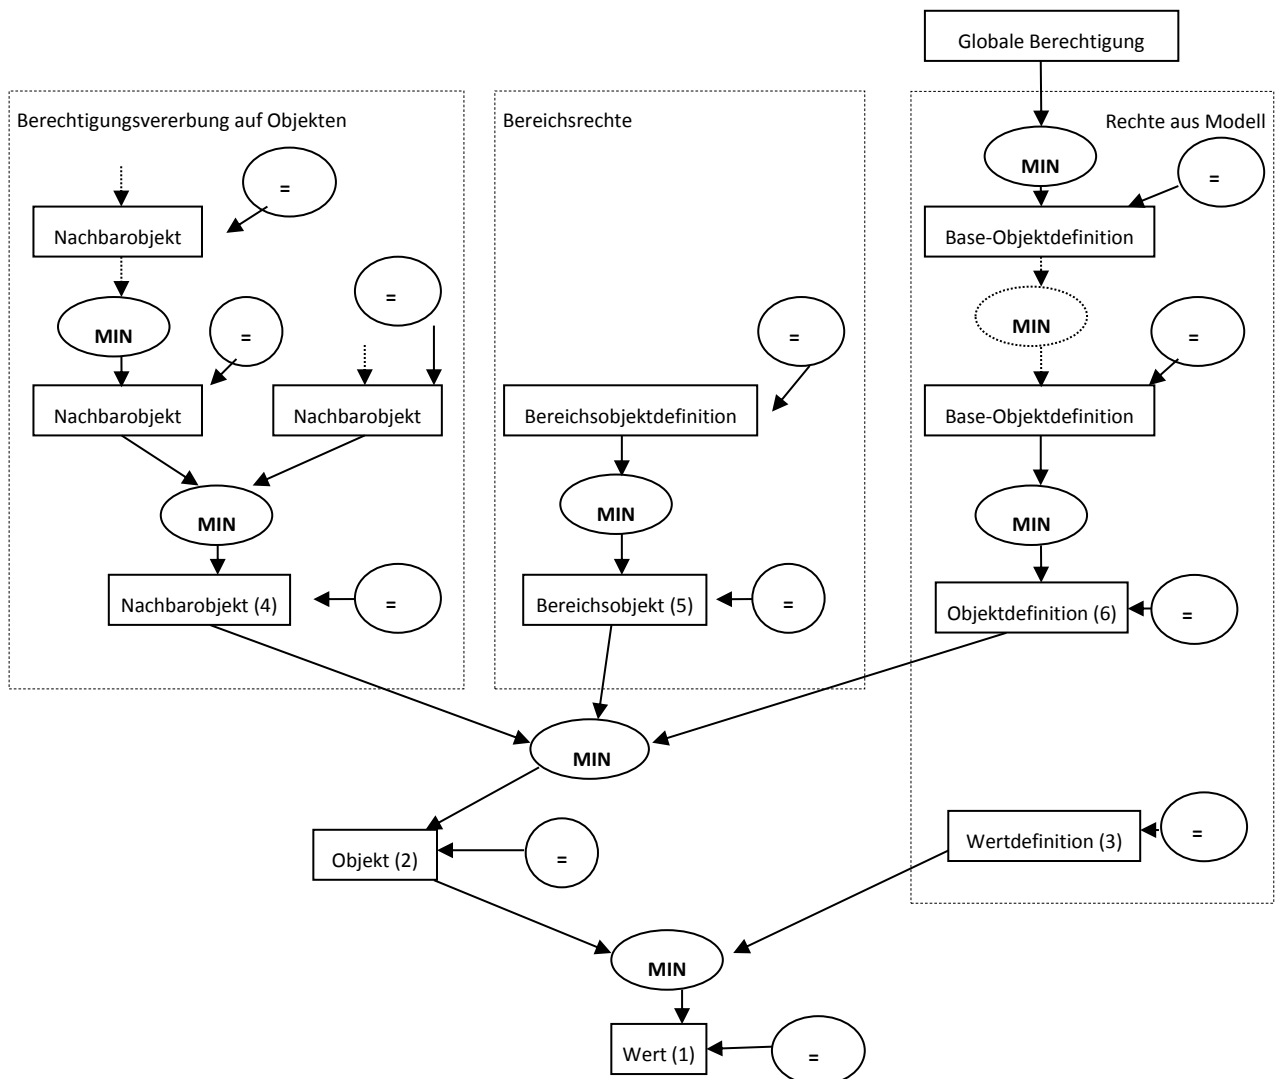 Globale Berechtigung
Berechtigungsvererbung auf Objekten
Bereichsrechte
Rechte aus Modell
MIN
=
=
Nachbarobjekt
Base-Objektdefinition
=
MIN
=
=
MIN
=
Nachbarobjekt
Nachbarobjekt
Bereichsobjektdefinition
Base-Objektdefinition
MIN
MIN
MIN
Nachbarobjekt (4)
=
Bereichsobjekt (5)
=
Objektdefinition (6)
=
MIN
Objekt (2)
=
Wertdefinition (3)
=
MIN
Wert (1)
=